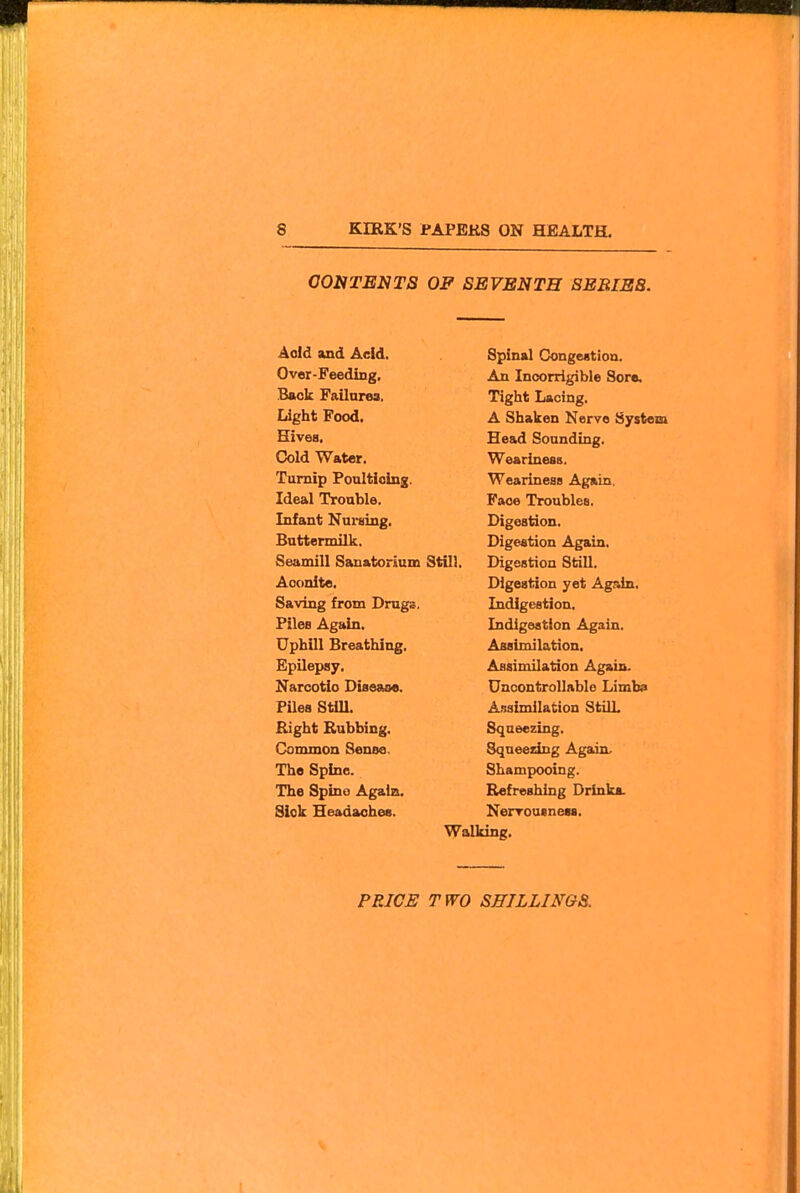 8 KIRK'S PAPERS ON HEALTH.
CONTENTS OF SEVENTH SERIES.
Acid and Acid.
Over-Feeding.
Back Failures.
Light Food.
Hives.
Cold Water.
Turnip Poulticing.
Ideal Trouble.
Infant Nursing.
Buttermilk.
Seamill Sanatorium Still.
Aconite.
Saving from Drugs.
Piles Again.
Uphill Breathing.
Epilepsy.
Narcotic Disease.
Piles Still.
Right Rubbing.
Common Sense.
The Spine.
The Spine Again.
Sick Headaches.
Spinal Congestion.
An Incorrigible Sore.
Tight Lacing.
A Shaken Nerve System
Head Sounding.
Weariness.
Weariness Again.
Face Troubles.
Digestion.
Digestion Again.
Digestion Still.
Digestion yet Again.
Indigestion.
Indigestion Again.
Assimilation.
Assimilation Again.
Uncontrollable Limbs
Assimilation Still.
Squeezing.
Squeezing Again.
Shampooing.
Refreshing Drinks.
Nervousness.
Walking.
PRICE TWO SHILLINGS.